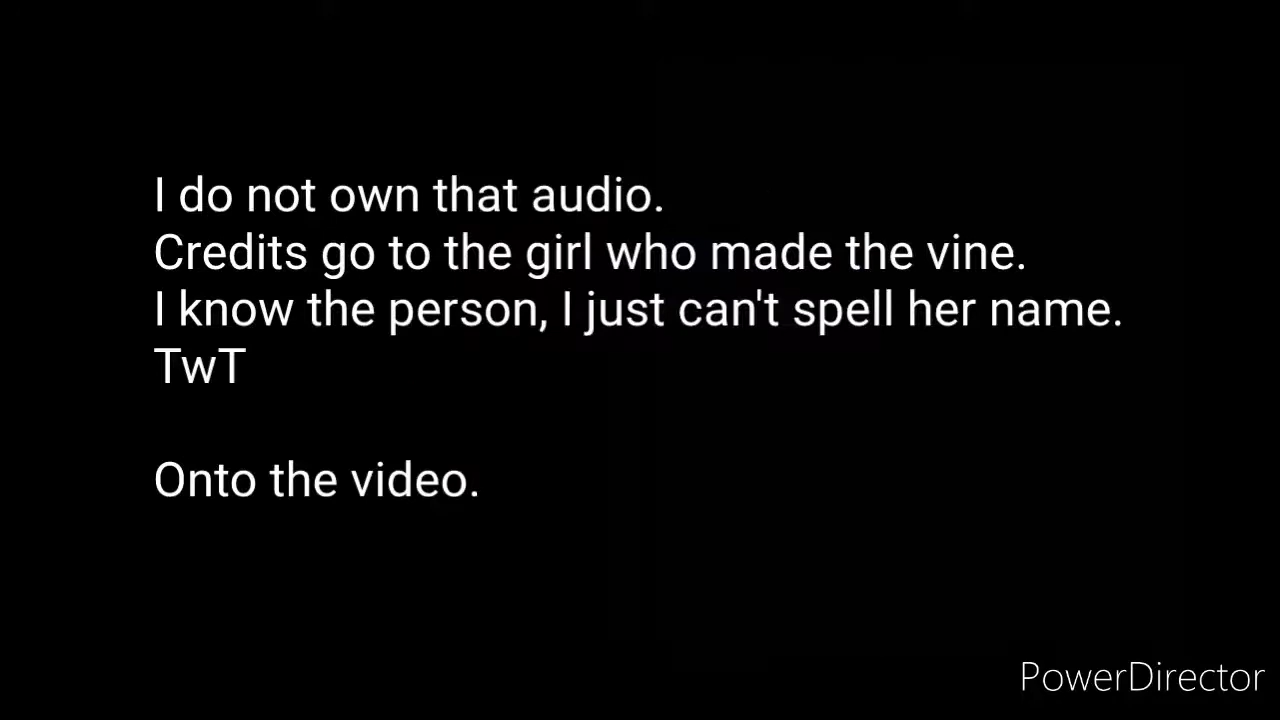 I do not own that audio.
Credits go to the girl who made the vine.
I know the person, I just can't spell her name.
TwT
Onto the video.
PowerDirector